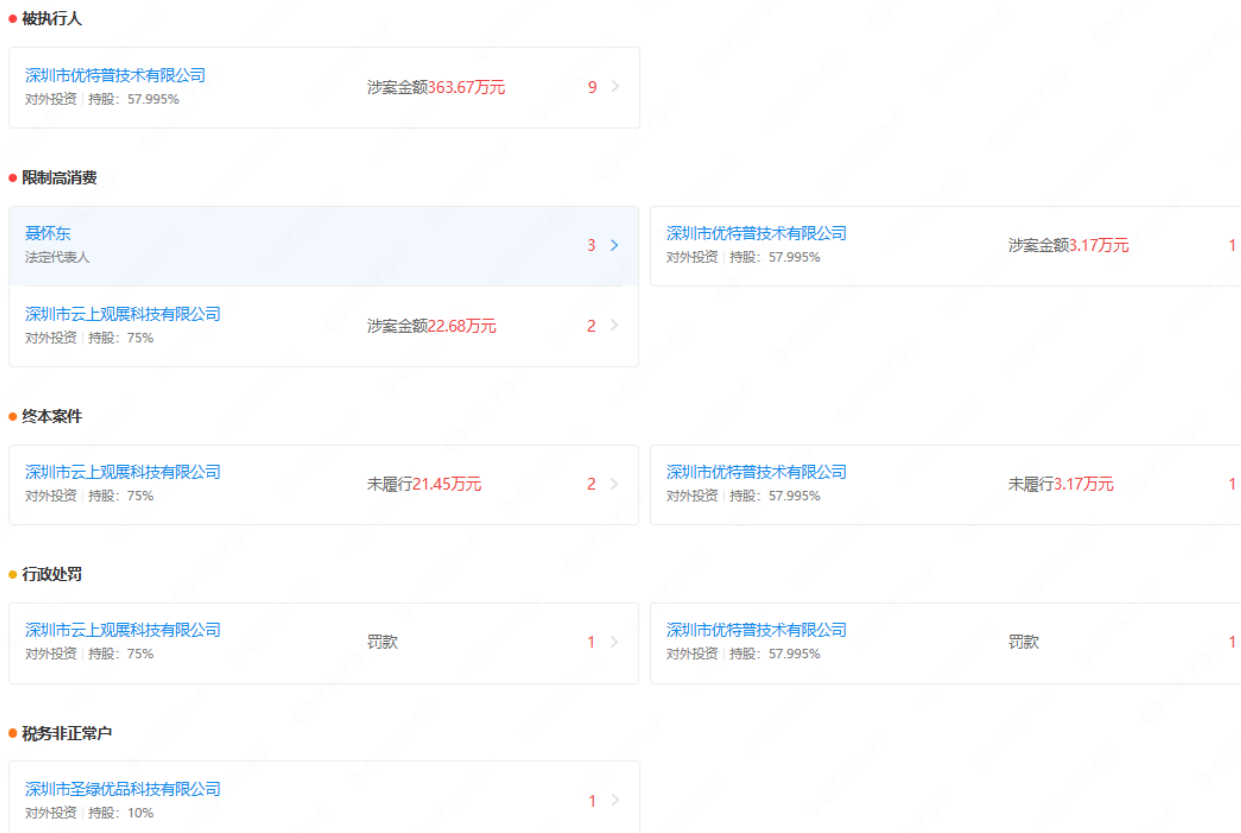 被执行人
深圳市优特普技术有限公司
对外投资 持股：57.995%
涉案金额363.67万元
9
限制高消费
聂怀东
法定代表人
3
深圳市优特普技术有限公司
对外投资 持股：57.995%
涉案金额3.17万元
1
深圳市云上观展科技有限公司
对外投资 持股：75%
涉案金额22.68万元
2
终本案件
深圳市云上观展科技有限公司
对外投资 持股：75%
未履行21.45万元
2
深圳市优特普技术有限公司
对外投资 持股：57.995%
未履行3.17万元
1
行政处罚
深圳市云上观展科技有限公司
对外投资 持股：75%
罚款
1
深圳市优特普技术有限公司
对外投资 持股：57.995%
罚款
1
税务非正常户
深圳市圣绿优品科技有限公司
对外投资 持股：10%
1